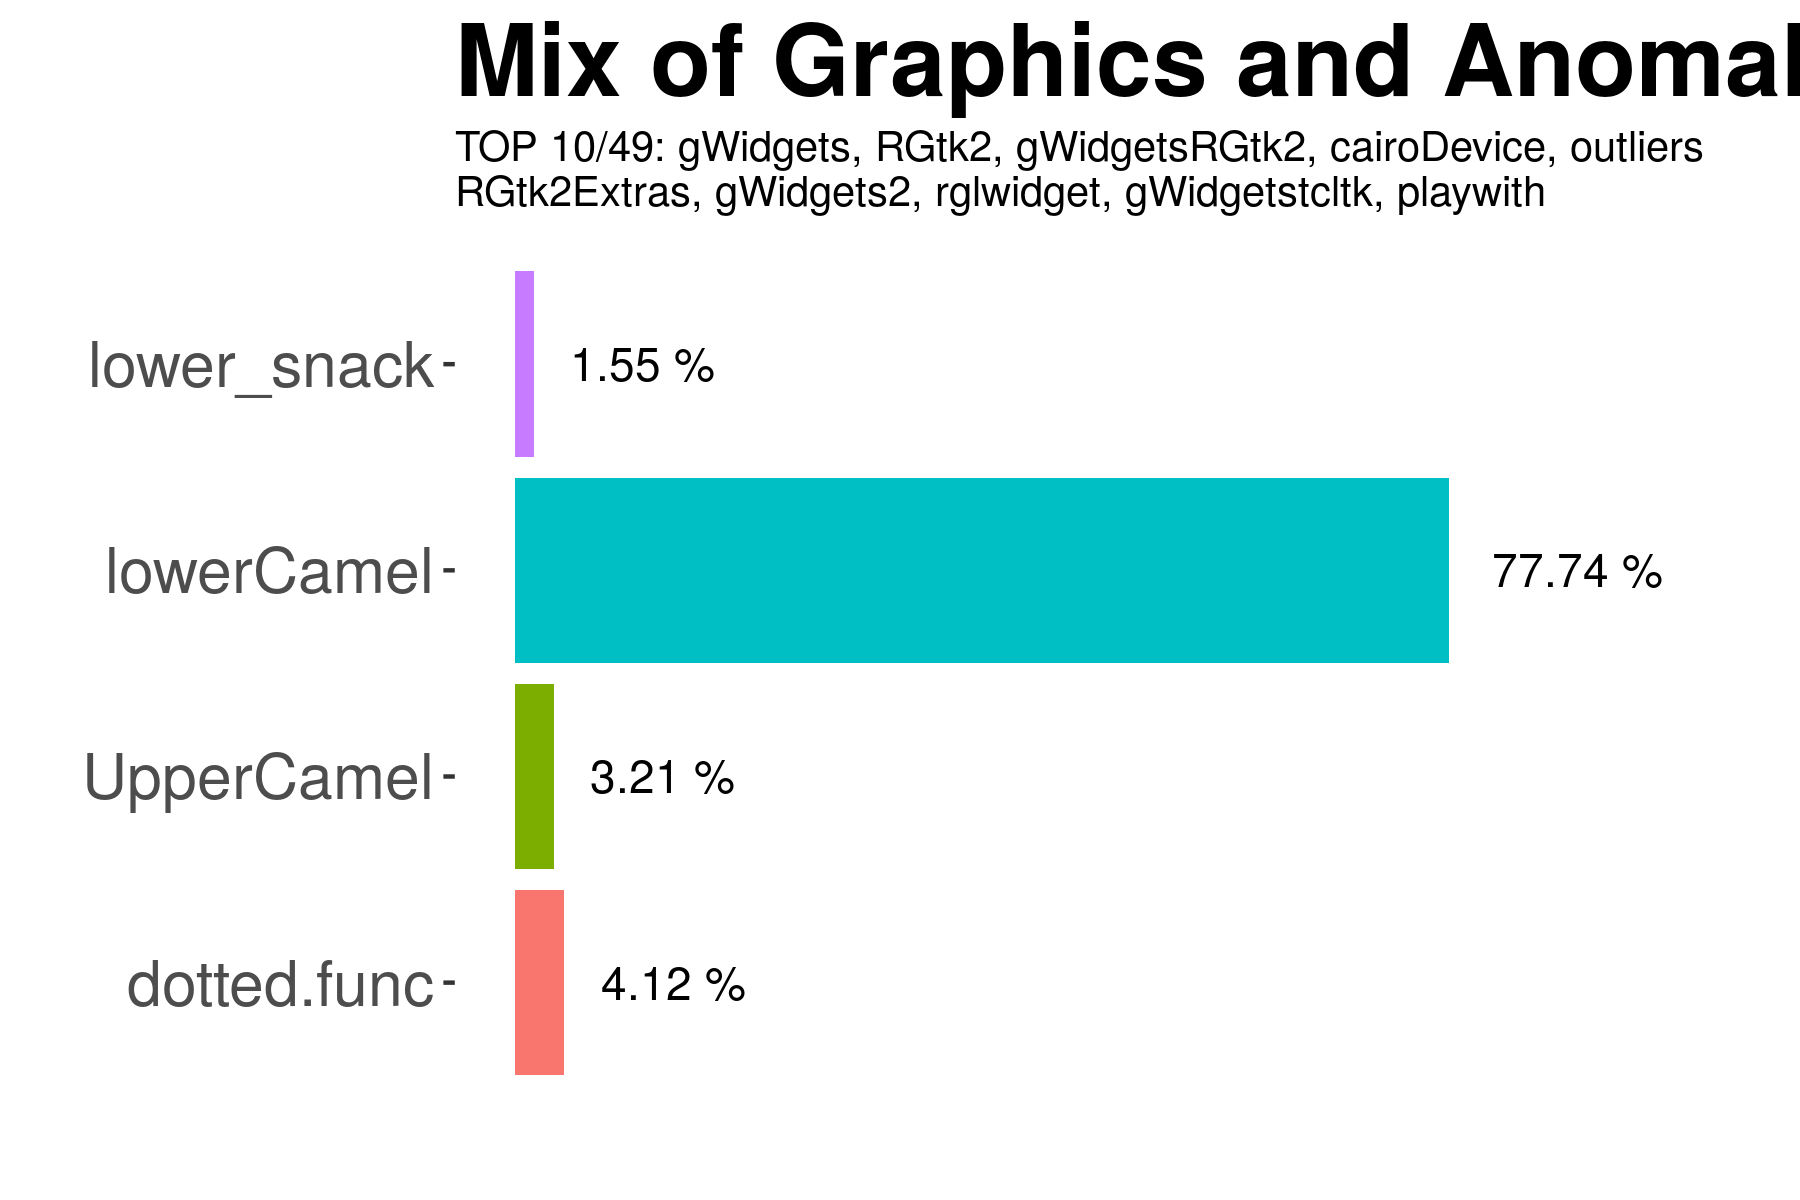 Mix of Graphics and Anomal
TOP 10/49: gWidgets, RGtk2, gWidgetsRGtk2, cairoDevice, outliers
RGtk2Extras, gWidgets2, rglwidget, gWidgetstcltk, playwith
lower_snack
1.55 %
lowerCamel
77.74 %
UpperCamel
3.21 %
dotted.func
4.12 %